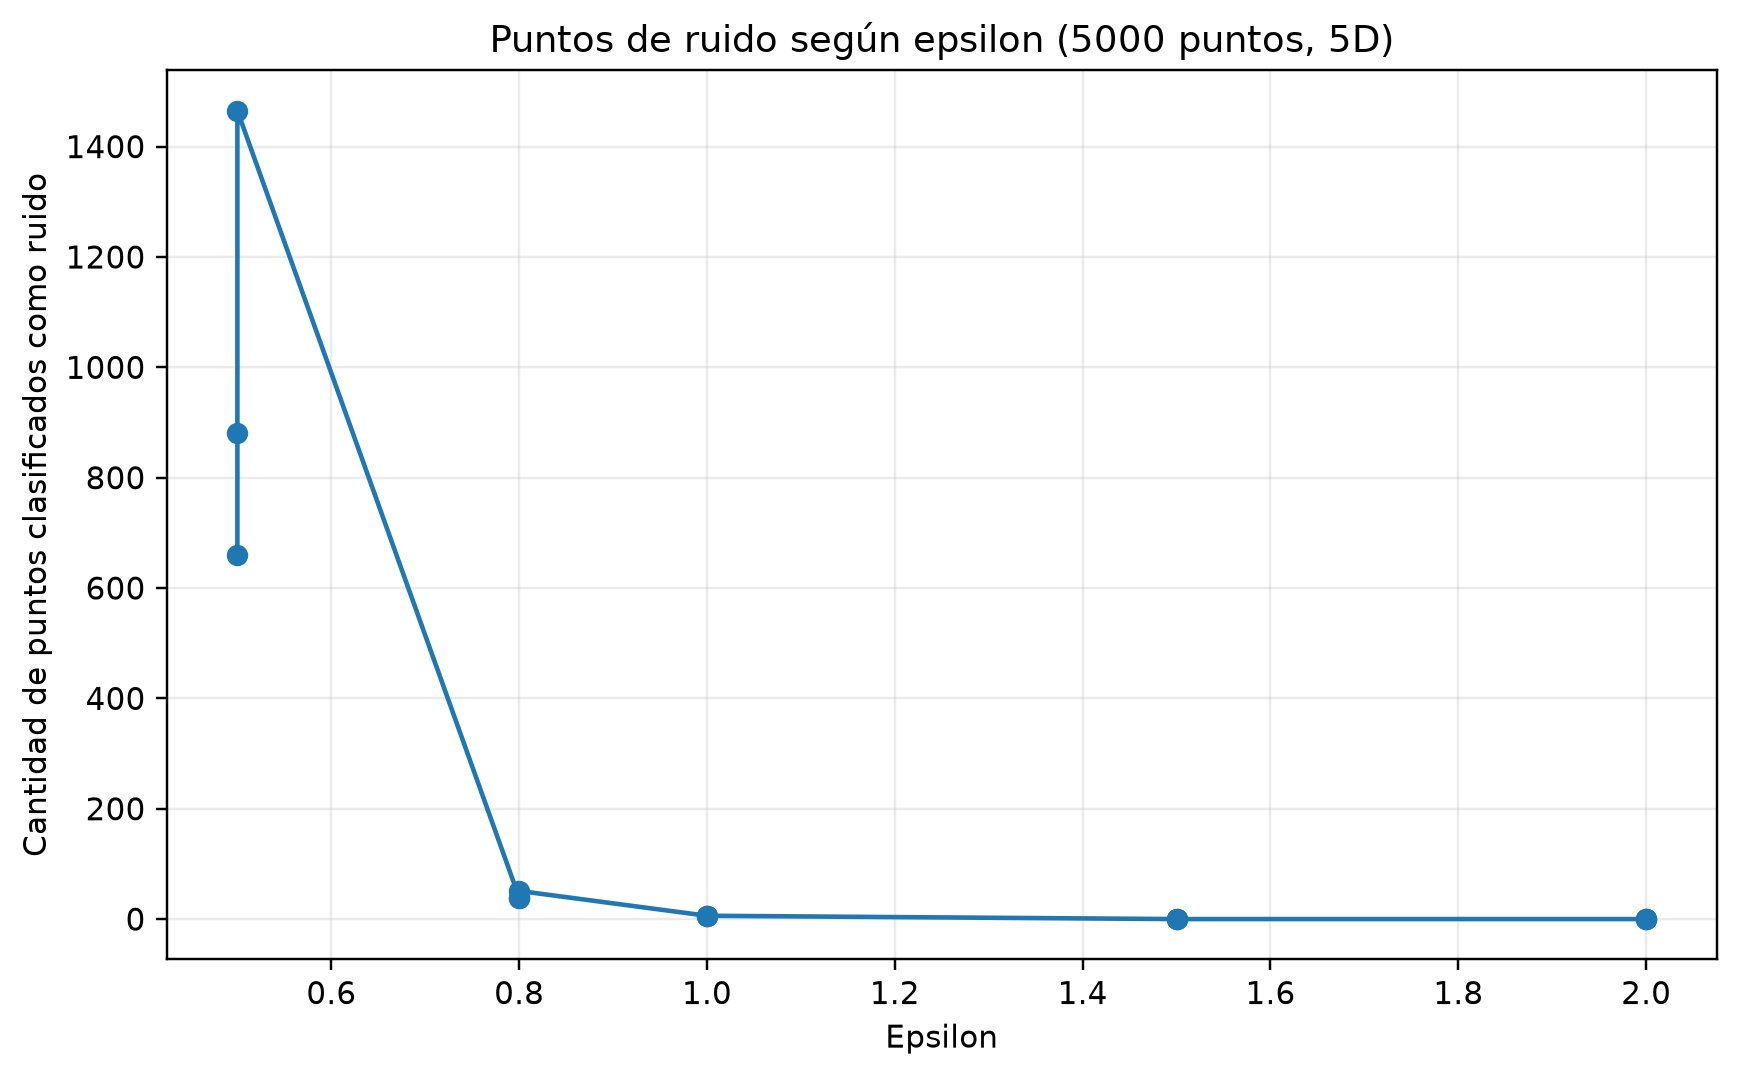 Puntos de ruido según epsilon (5000 puntos, 5D)
Cantidad de puntos clasificados como ruido
1400
1200
1000
800
600
400
200
0
0.6 0.8 1.0 1.2 1.4 1.6 1.8 2.0
Epsilon